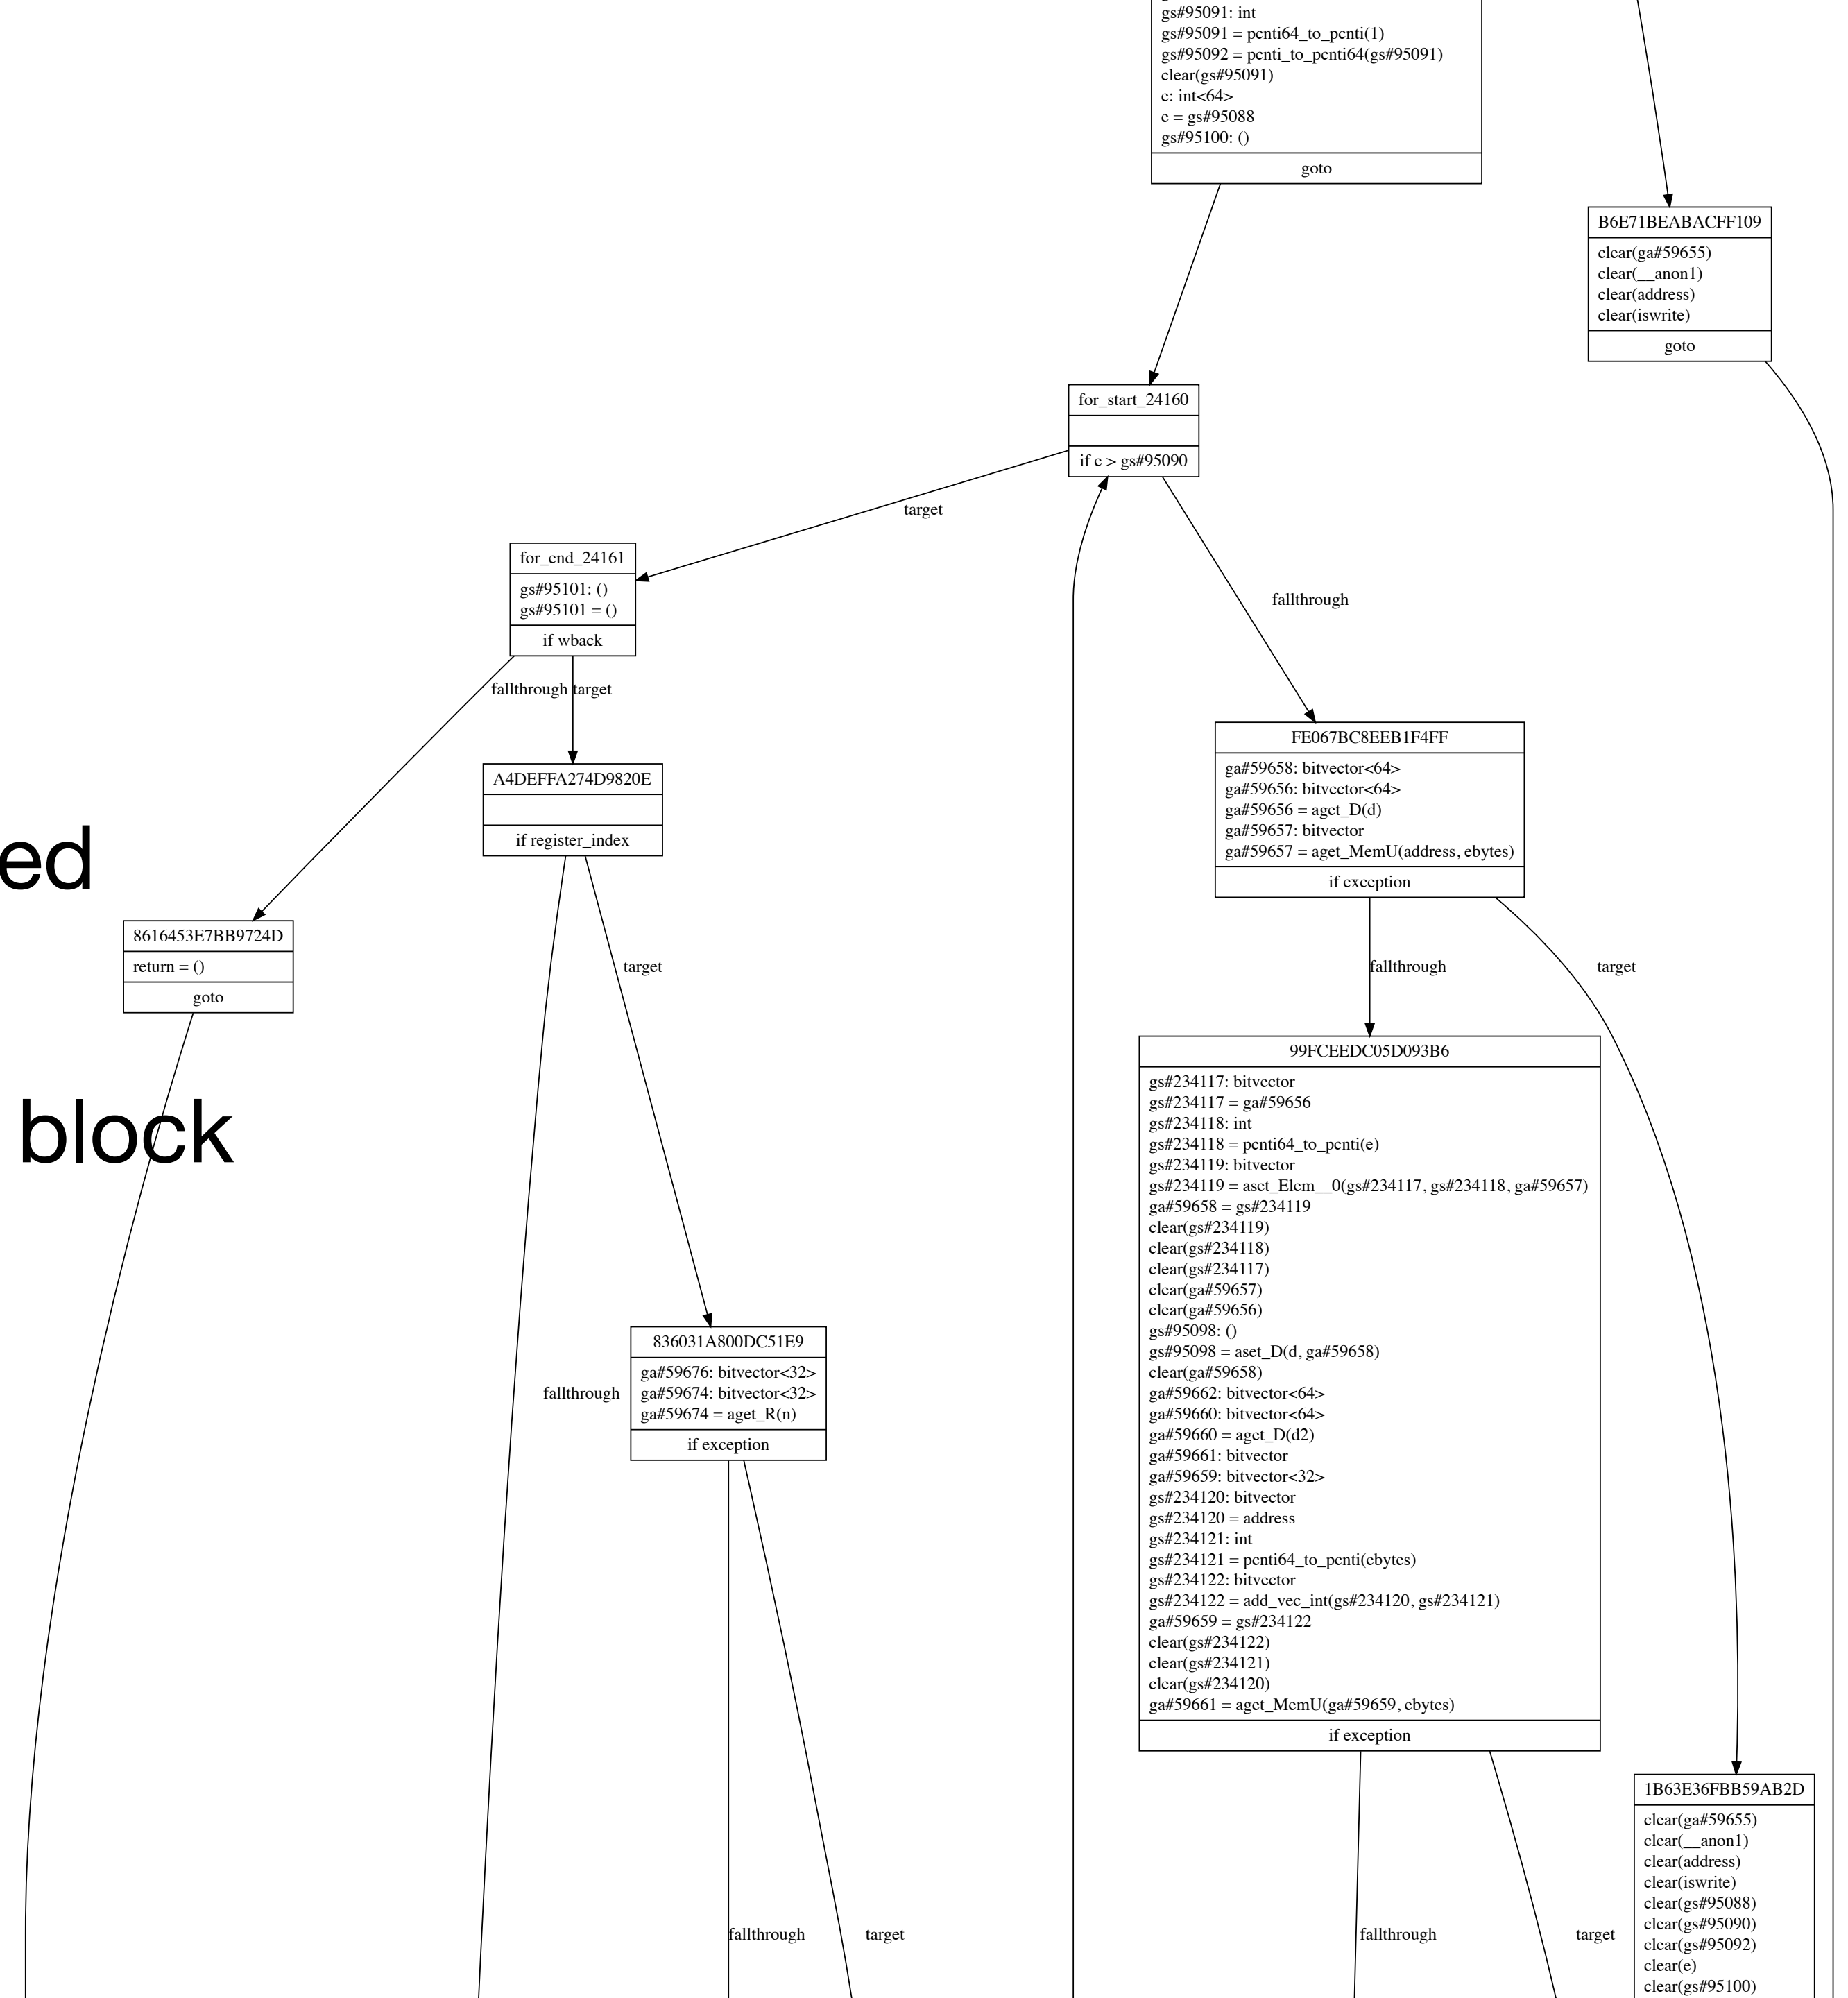 gs#95091: int
gs#95091 = pcnti64_to_pcnti(1)
gs#95092 = pcnti_to_pcnti64(gs#95091)
clear(gs#95091)
e: int<64>
e = gs#95088
gs#95100: ()
goto
B6E71BEABACFF109
clear(ga#59655)
clear(__anon1)
clear(address)
clear(iswrite)
goto
for_start_24160
if e > gs#95090
target
fallthrough
for_end_24161
gs#95101: ()
gs#95101 = ()
if wback
fallthrough
target
A4DEFFA274D9820E
if register_index
fallthrough
target
FE067BC8EEB1F4FF
ga#59658: bitvector<64>
ga#59656: bitvector<64>
ga#59656 = aget_D(d)
ga#59657: bitvector
ga#59657 = aget_MemU(address, ebytes)
if exception
fallthrough
target
ed
8616453E7BB9724D
return = ()
goto
block
99FCEEDC05D093B6
gs#234117: bitvector
gs#234117 = ga#59656
gs#234118: int
gs#234118 = pcnti64_to_pcnti(e)
gs#234119: bitvector
gs#234119 = aset_Elem__0(gs#234117, gs#234118, ga#59657)
ga#59658 = gs#234119
clear(gs#234119)
clear(gs#234118)
clear(gs#234117)
clear(ga#59657)
clear(ga#59656)
gs#95098: ()
gs#95098 = aset_D(d, ga#59658)
clear(ga#59658)
ga#59662: bitvector<64>
ga#59660: bitvector<64>
ga#59660 = aget_D(d2)
ga#59661: bitvector
ga#59659: bitvector<32>
gs#234120: bitvector
gs#234120 = address
gs#234121: int
gs#234121 = pcnti64_to_pcnti(ebytes)
gs#234122: bitvector
gs#234122 = add_vec_int(gs#234120, gs#234121)
ga#59659 = gs#234122
clear(gs#234122)
clear(gs#234121)
clear(gs#234120)
ga#59661 = aget_MemU(ga#59659, ebytes)
if exception
fallthrough
target
836031A800DC51E9
ga#59676: bitvector<32>
ga#59674: bitvector<32>
ga#59674 = aget_R(n)
if exception
fallthrough
target
1B63E36FBB59AB2D
clear(ga#59655)
clear(__anon1)
clear(address)
clear(iswrite)
clear(gs#95088)
clear(gs#95090)
clear(gs#95092)
clear(e)
clear(gs#95100)